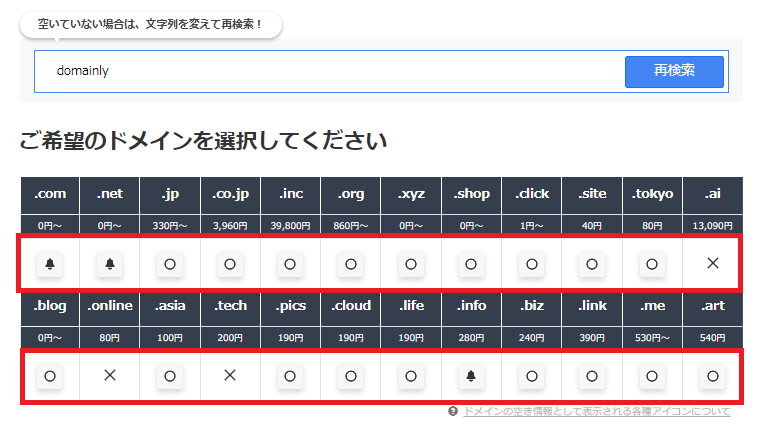 空いていない場合は、文字列を変えて再検索！
domainly 再検索
ご希望のドメインを選択してください
.com .net .jp .co.jp .inc .org .xyz .shop .click .site .tokyo .ai
0円～ 0円～ 330円～ 3,960円 39,800円 860円～ 0円～ 0円～ 1円～ 40円 80円 13,090円
.blog .online .asia .tech .pics .cloud .life .info .biz .link .me .art
0円～ 80円 100円 200円 190円 190円 190円 280円 240円 390円 530円～ 540円
ドメインの空き情報として表示される各種アイコンについて